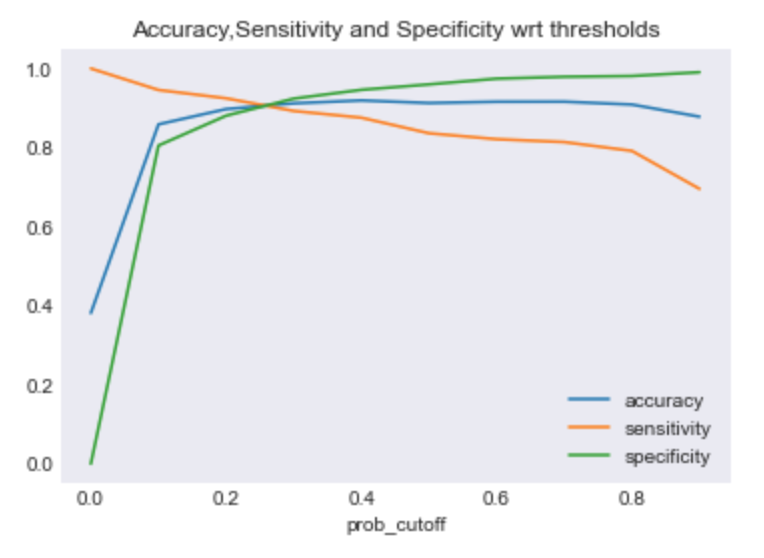 Accuracy,Sensitivity and Specificity wrt thresholds
1.0
0.8
0.6
0.4
0.2
0.0
accuracy
sensitivity
specificity
0.0 0.2 0.4 0.6 0.8
prob_cutoff